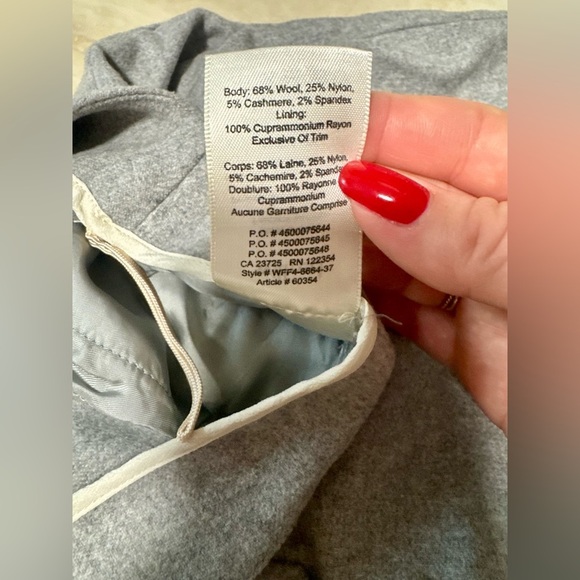 Body: 68% Wool, 25% Nylon,
5% Cashmere, 2% Spandex
Lining:
100% Cuprammonium Rayon
Exclusive Of Trim
Corps: 68% Laine, 25% Nylon,
5% Cachemire, 2% Spandex
Doublure: 100% Rayonne
Cuprammonium
Aucune Garniture Comprise
P.O. # 4500075644
P.O. # 4500075645
P.O. # 4500075648
CA 23725 RN 122354
Style # WFF4-6664-37
Article # 60354